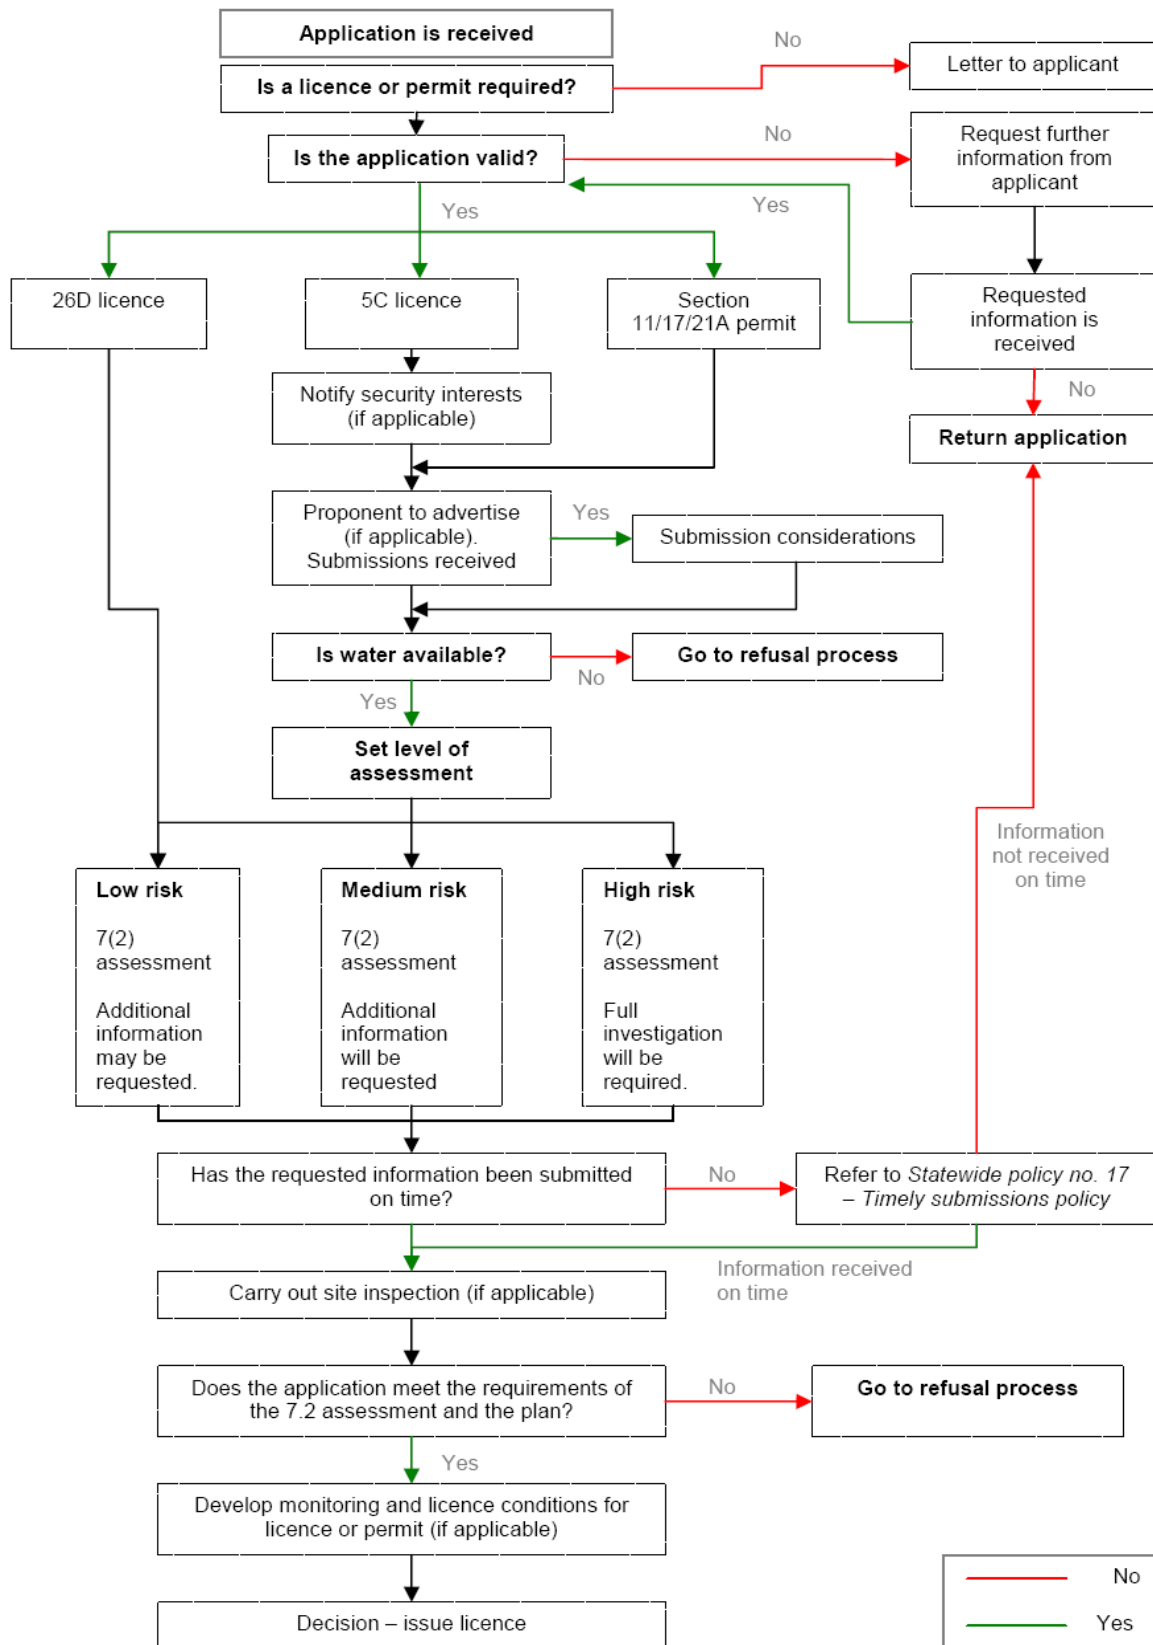 Application is received
No
Is a licence or permit required?
Letter to applicant
No
Is the application valid?
Request further
information from
applicant
Yes
Yes
26D licence
5C licence
Section
11/17/21A permit
Requested
information is
received
Notify security interests
(if applicable)
No
Return application
Proponent to advertise
(if applicable).
Submissions received
Yes
Submission considerations
Is water available?
No
Go to refusal process
Yes
Set level of
assessment
Information
not received
on time
Low risk
7(2)
assessment
Additional
information
may be
requested.
Medium risk
7(2)
assessment
Additional
information
will be
requested
High risk
7(2)
assessment
Full
investigation
will be
required.
Has the requested information been submitted
on time?
No
Refer to Statewide policy no. 17
– Timely submissions policy
Information received
on time
Carry out site inspection (if applicable)
Does the application meet the requirements of
the 7.2 assessment and the plan?
No
Go to refusal process
Yes
Develop monitoring and licence conditions for
licence or permit (if applicable)
Decision – issue licence
No
Yes